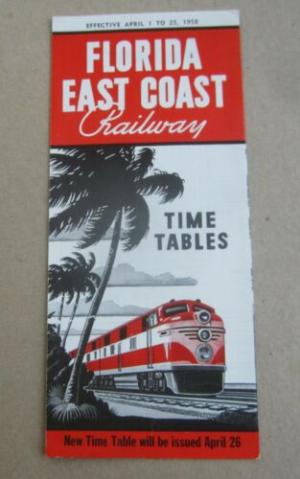 EFFECTIVE APRIL 1 TO 25, 1958
FLORIDA
EAST COAST
Railway
TIME
TABLES
New Time Table will be issued April 26